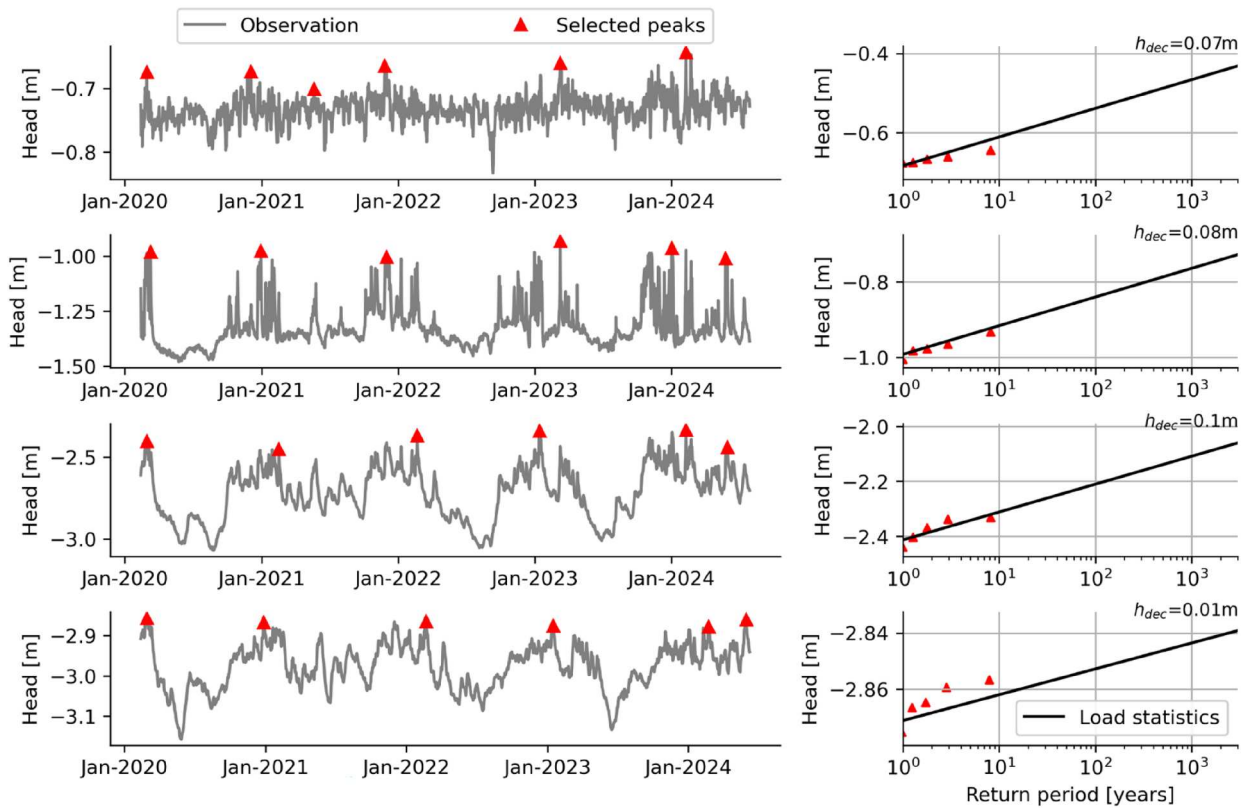 Observation Selected peaks
Head [m]
−0.7
−0.8
Jan-2020 Jan-2021 Jan-2022 Jan-2023 Jan-2024
h_dec=0.07m
Head [m]
−0.4
−0.6
10^0 10^1 10^2 10^3
Head [m]
−1.00
−1.25
−1.50
Jan-2020 Jan-2021 Jan-2022 Jan-2023 Jan-2024
h_dec=0.08m
Head [m]
−0.8
−1.0
10^0 10^1 10^2 10^3
Head [m]
−2.5
−3.0
Jan-2020 Jan-2021 Jan-2022 Jan-2023 Jan-2024
h_dec=0.1m
Head [m]
−2.0
−2.2
−2.4
10^0 10^1 10^2 10^3
Head [m]
−2.9
−3.0
−3.1
Jan-2020 Jan-2021 Jan-2022 Jan-2023 Jan-2024
h_dec=0.01m
Head [m]
−2.84
−2.86
Load statistics
10^0 10^1 10^2 10^3
Return period [years]